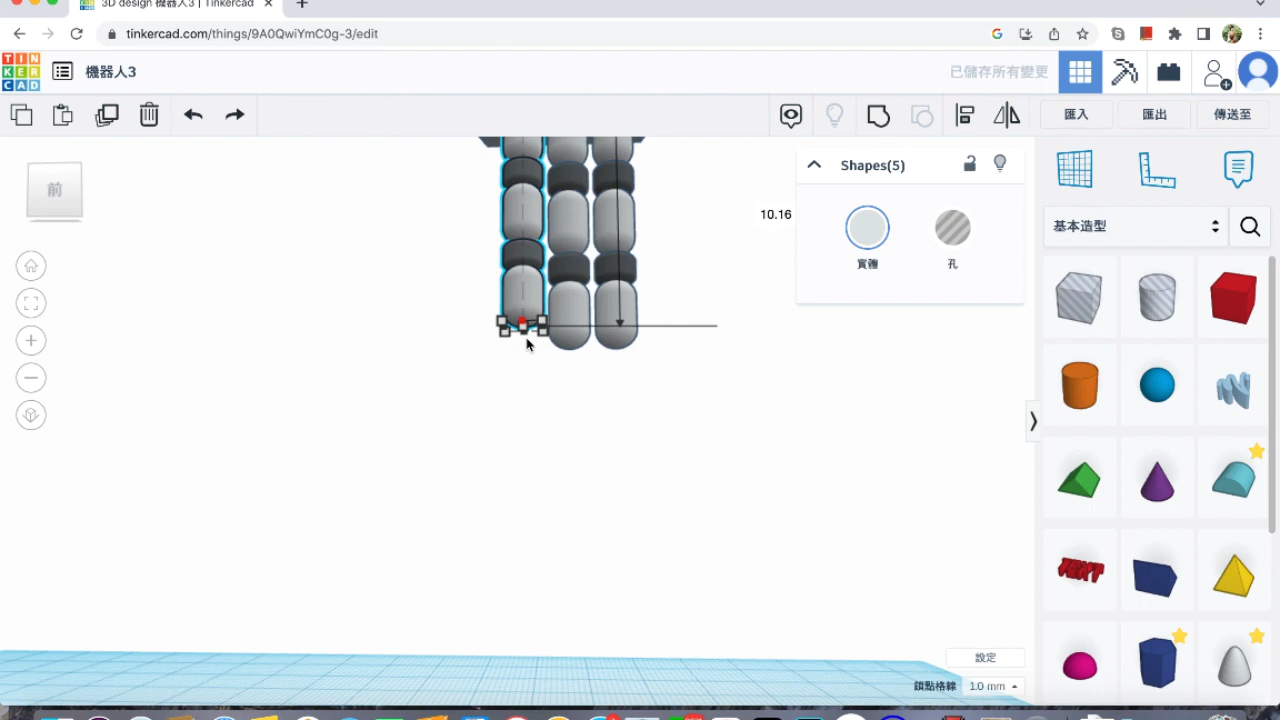 3D design 機器人3 | Tinkercad
tinkercad.com/things/9A0QwiYmC0g-3/edit
TIN
KER
CAD
機器人3
已儲存所有變更
匯入
匯出
傳送至
前
Shapes(5)
實體
孔
10.16
基本造型
TEXT
設定
鎖點格線
1.0 mm